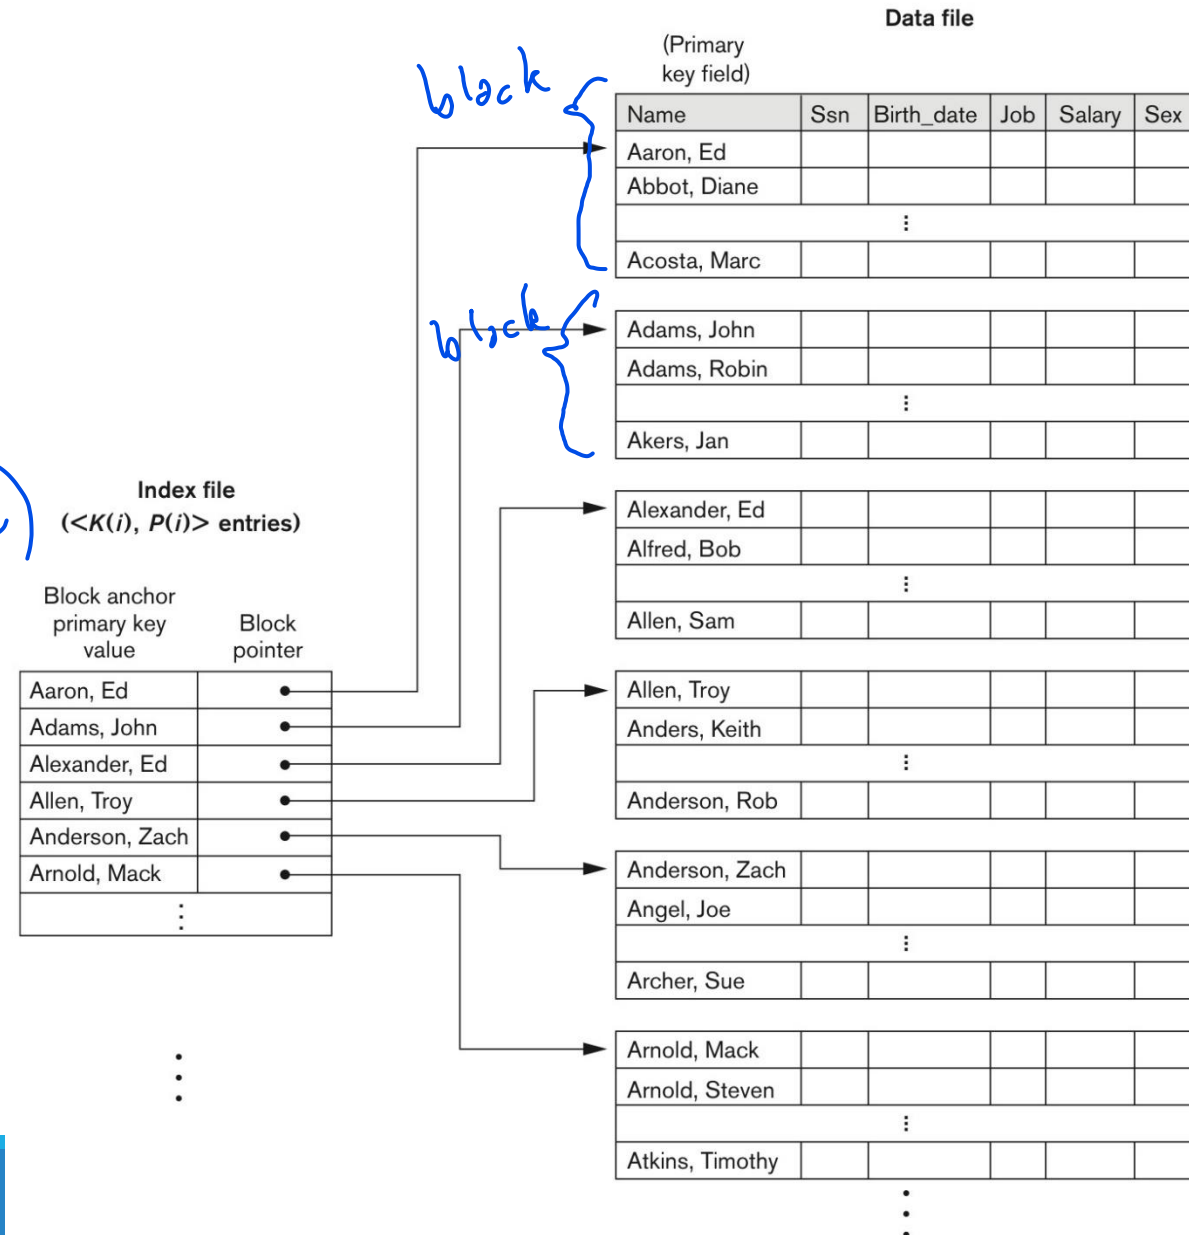 Data file
(Primary
key field)
block
Name Ssn Birth_date Job Salary Sex
Aaron, Ed
Abbot, Diane
Acosta, Marc
block
Adams, John
Adams, Robin
Akers, Jan
Alexander, Ed
Alfred, Bob
Allen, Sam
Allen, Troy
Anders, Keith
Anderson, Rob
Anderson, Zach
Angel, Joe
Archer, Sue
Arnold, Mack
Arnold, Steven
Atkins, Timothy
Index file
(<K(i), P(i)> entries)
Block anchor
primary key
value
Block
pointer
Aaron, Ed
Adams, John
Alexander, Ed
Allen, Troy
Anderson, Zach
Arnold, Mack